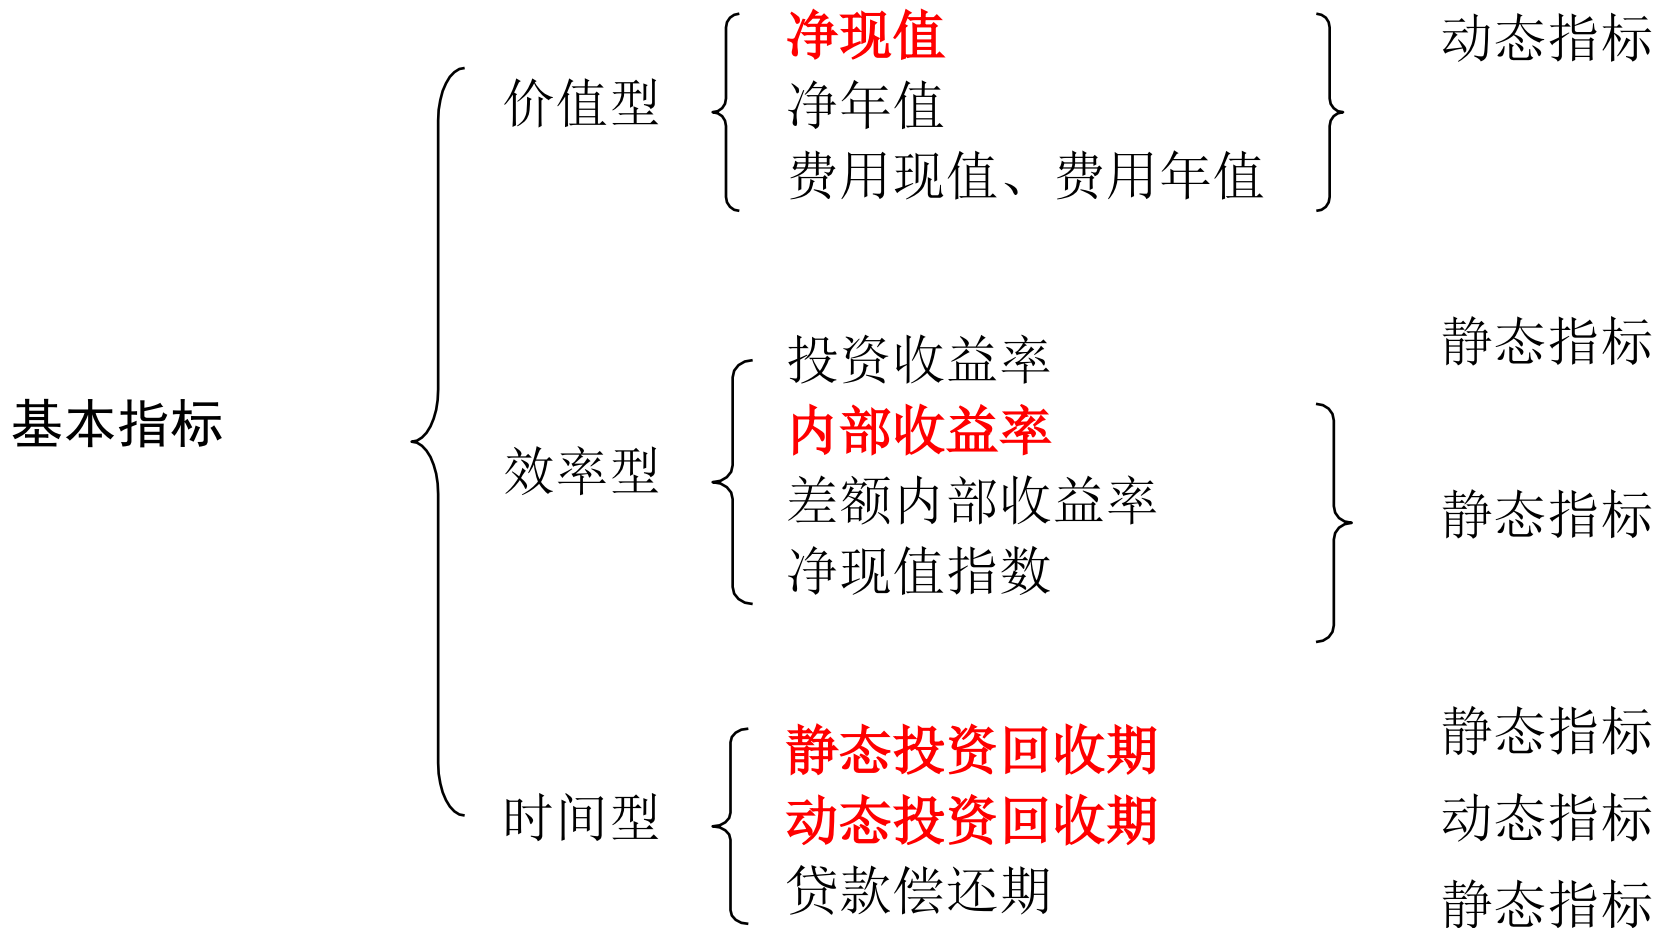 基本指标
价值型
净现值
净年值
费用现值、费用年值
动态指标
效率型
投资收益率
内部收益率
差额内部收益率
净现值指数
静态指标
静态指标
时间型
静态投资回收期
动态投资回收期
贷款偿还期
静态指标
动态指标
静态指标